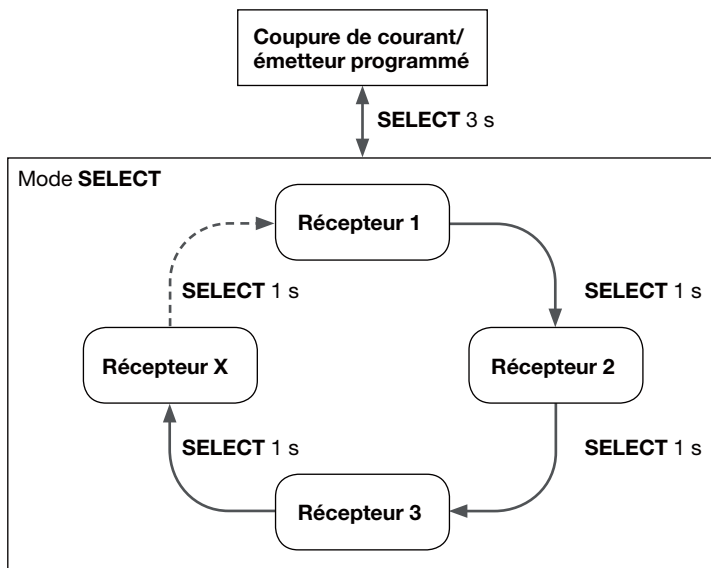 Coupure de courant/
émetteur programmé
SELECT 3 s
Mode SELECT
Récepteur 1
SELECT 1 s
SELECT 1 s
Récepteur X
Récepteur 2
SELECT 1 s
SELECT 1 s
Récepteur 3